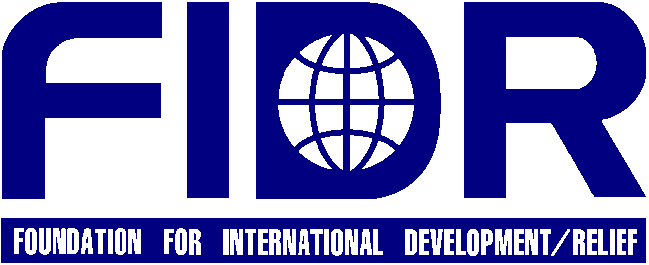 FIDR
FOUNDATION FOR INTERNATIONAL DEVELOPMENT/RELIEF